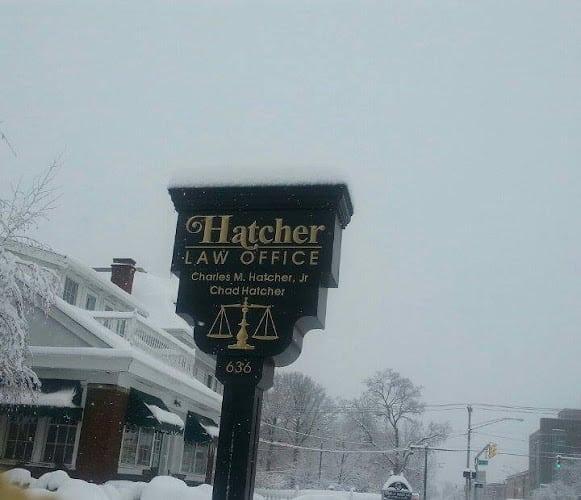 Hatcher
LAW OFFICE
Charles M. Hatcher, Jr
Chad Hatcher
636